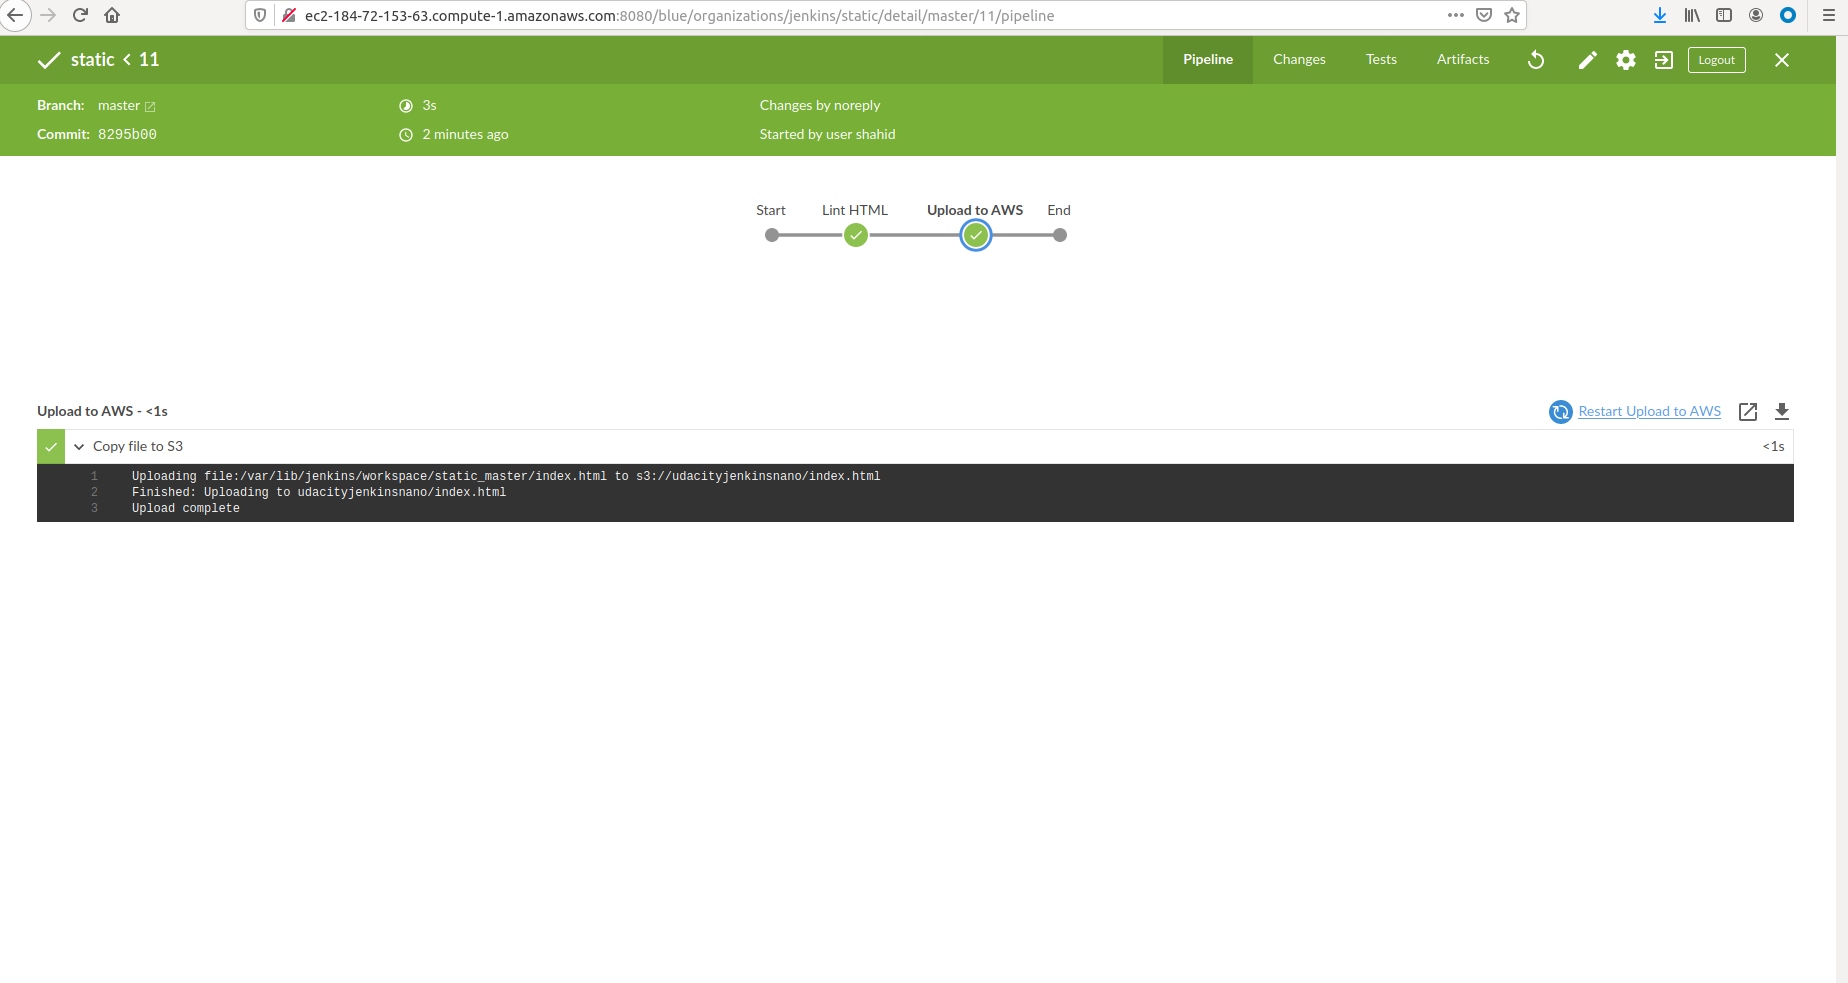 ec2-184-72-153-63.compute-1.amazonaws.com:8080/blue/organizations/jenkins/static/detail/master/11/pipeline
static < 11
Pipeline
Changes
Tests
Artifacts
Logout
Branch: master
3s
Changes by noreply
Commit: 8295b00
2 minutes ago
Started by user shahid
Start
Lint HTML
Upload to AWS
End
Upload to AWS - <1s
Restart Upload to AWS
Copy file to S3
<1s
1 Uploading file:/var/lib/jenkins/workspace/static_master/index.html to s3://udacityjenkinsnano/index.html
2 Finished: Uploading to udacityjenkinsnano/index.html
3 Upload complete